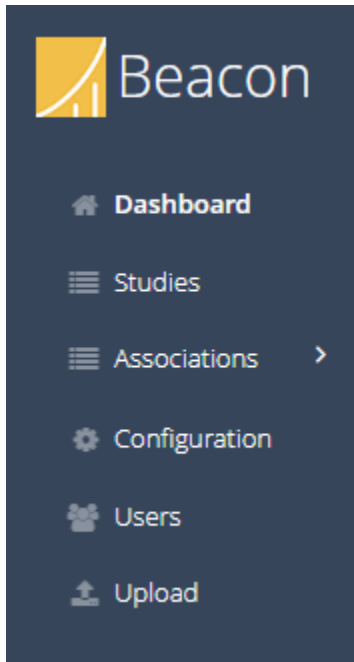 Beacon
Dashboard
Studies
Associations
Configuration
Users
Upload